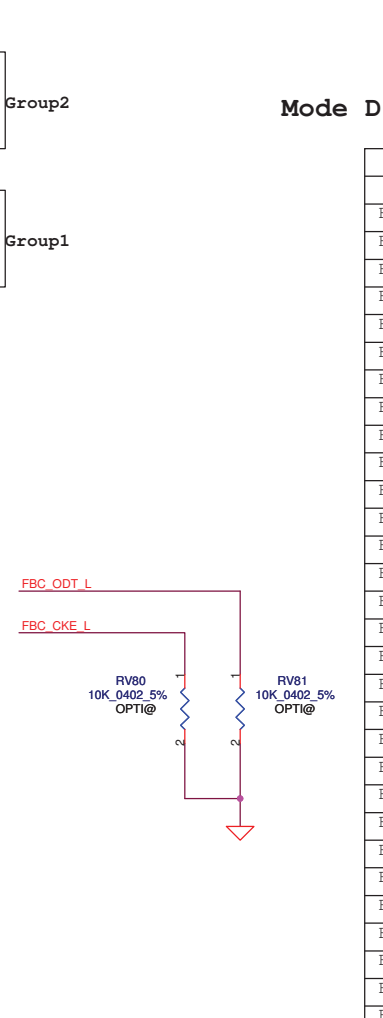 Group2
Mode D
Group1
FBC_ODT_L
FBC_CKE_L
1
1
RV80
10K_0402_5%
OPTI@
RV81
10K_0402_5%
OPTI@
2
2